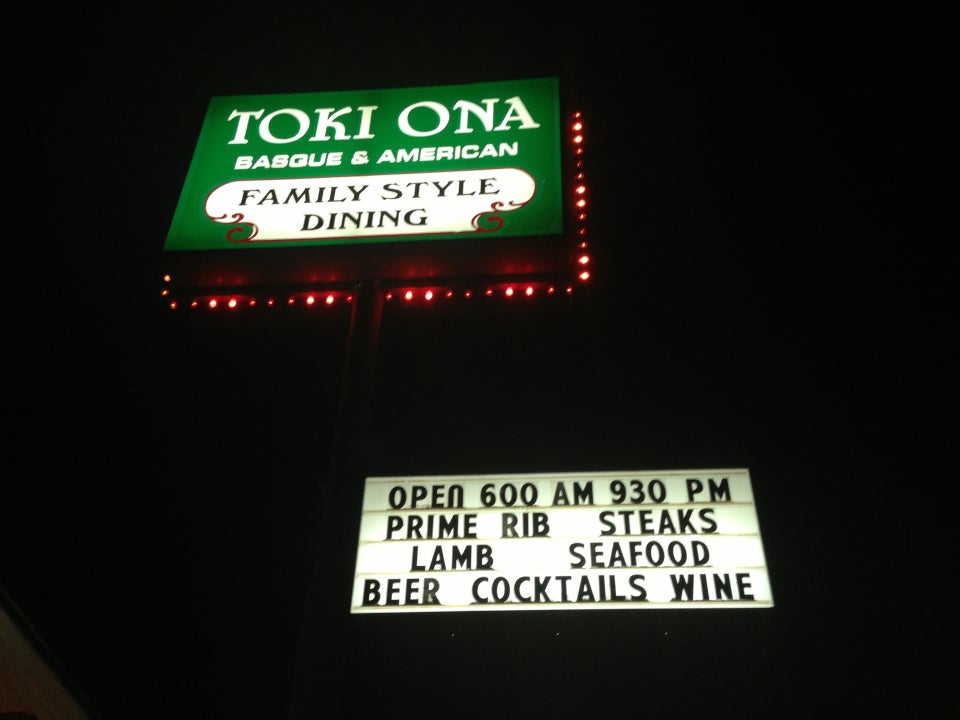 TOKI ONA
BASQUE & AMERICAN
FAMILY STYLE
DINING
OPEN 600 AM 930 PM
PRIME RIB STEAKS
LAMB SEAFOOD
BEER COCKTAILS WINE